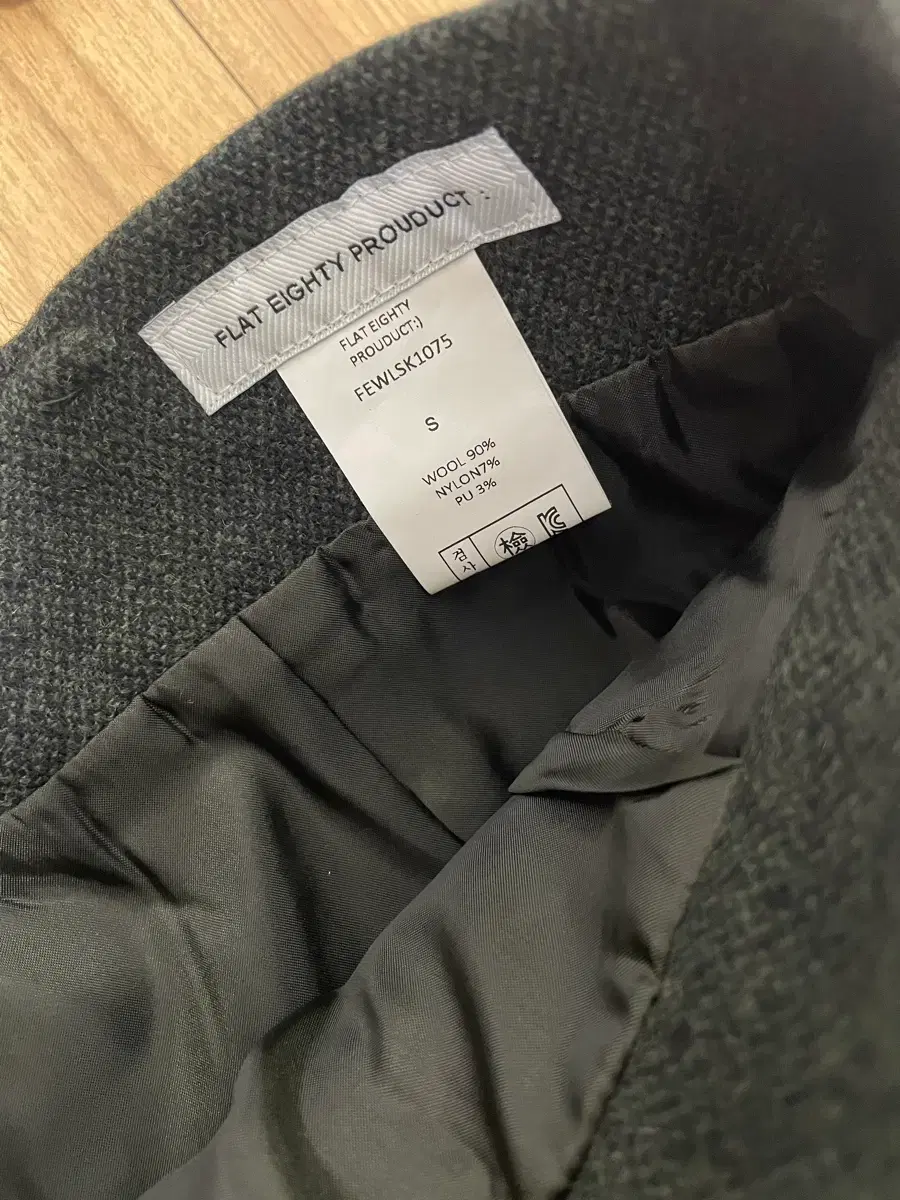 FLAT EIGHTY PROUDUCT :
FLAT EIGHTY
PROUDUCT:)
FEWLSK1075
S
WOOL 90%
NYLON7%
PU 3%
검
사
檢